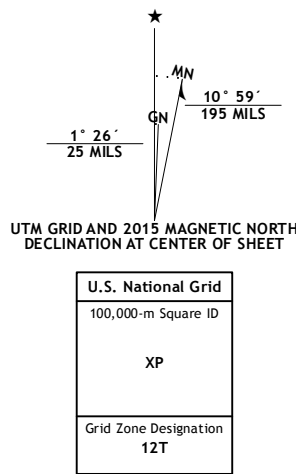 ★
MN
GN
10° 59´
195 MILS
1° 26´
25 MILS
UTM GRID AND 2015 MAGNETIC NORTH
DECLINATION AT CENTER OF SHEET
U.S. National Grid
100,000-m Square ID
XP
Grid Zone Designation
12T